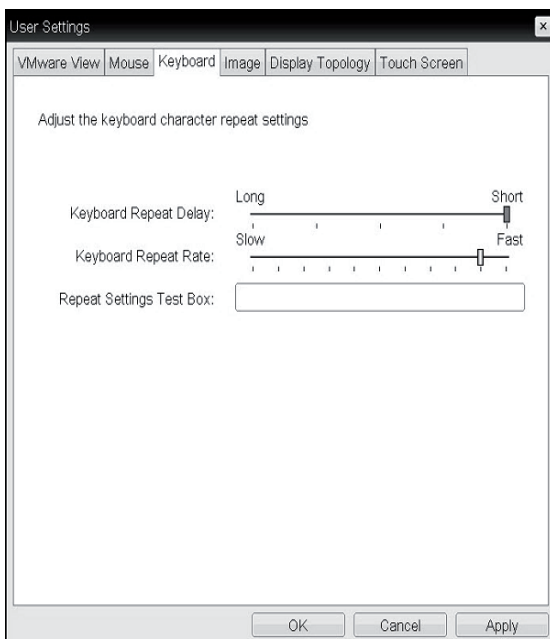 User Settings
VMware View Mouse Keyboard Image Display Topology Touch Screen
Adjust the keyboard character repeat settings
Long Short
Keyboard Repeat Delay:
Slow Fast
Keyboard Repeat Rate:
Repeat Settings Test Box:
OK Cancel Apply